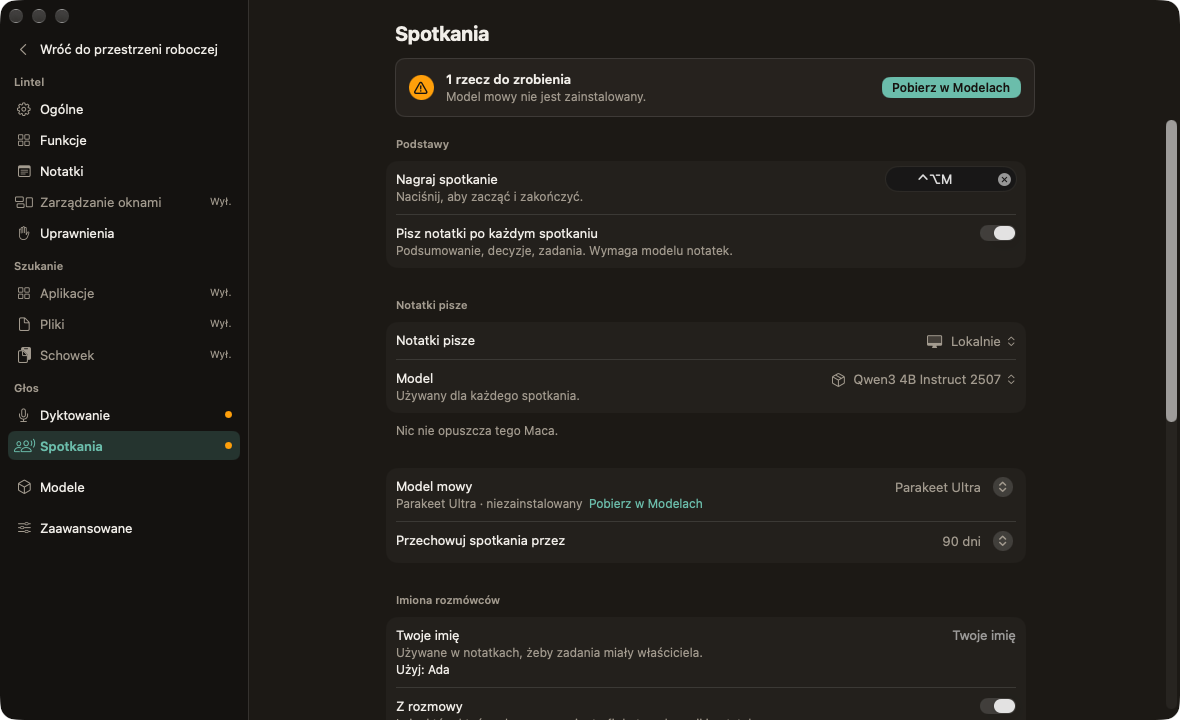 Wróć do przestrzeni roboczej
Lintel
Ogólne
Funkcje
Notatki
Zarządzanie oknami Wył.
Uprawnienia
Szukanie
Aplikacje Wył.
Pliki Wył.
Schowek Wył.
Głos
Dyktowanie
Spotkania
Modele
Zaawansowane
Spotkania
1 rzecz do zrobienia
Model mowy nie jest zainstalowany.
Pobierz w Modelach
Podstawy
Nagraj spotkanie
Naciśnij, aby zacząć i zakończyć.
^⌥M
Pisz notatki po każdym spotkaniu
Podsumowanie, decyzje, zadania. Wymaga modelu notatek.
Notatki pisze
Notatki pisze Lokalnie
Model
Używany dla każdego spotkania.
Qwen3 4B Instruct 2507
Nic nie opuszcza tego Maca.
Model mowy
Parakeet Ultra · niezainstalowany Pobierz w Modelach
Parakeet Ultra
Przechowuj spotkania przez 90 dni
Imiona rozmówców
Twoje imię
Używane w notatkach, żeby zadania miały właściciela.
Użyj: Ada
Twoje imię
Z rozmowy